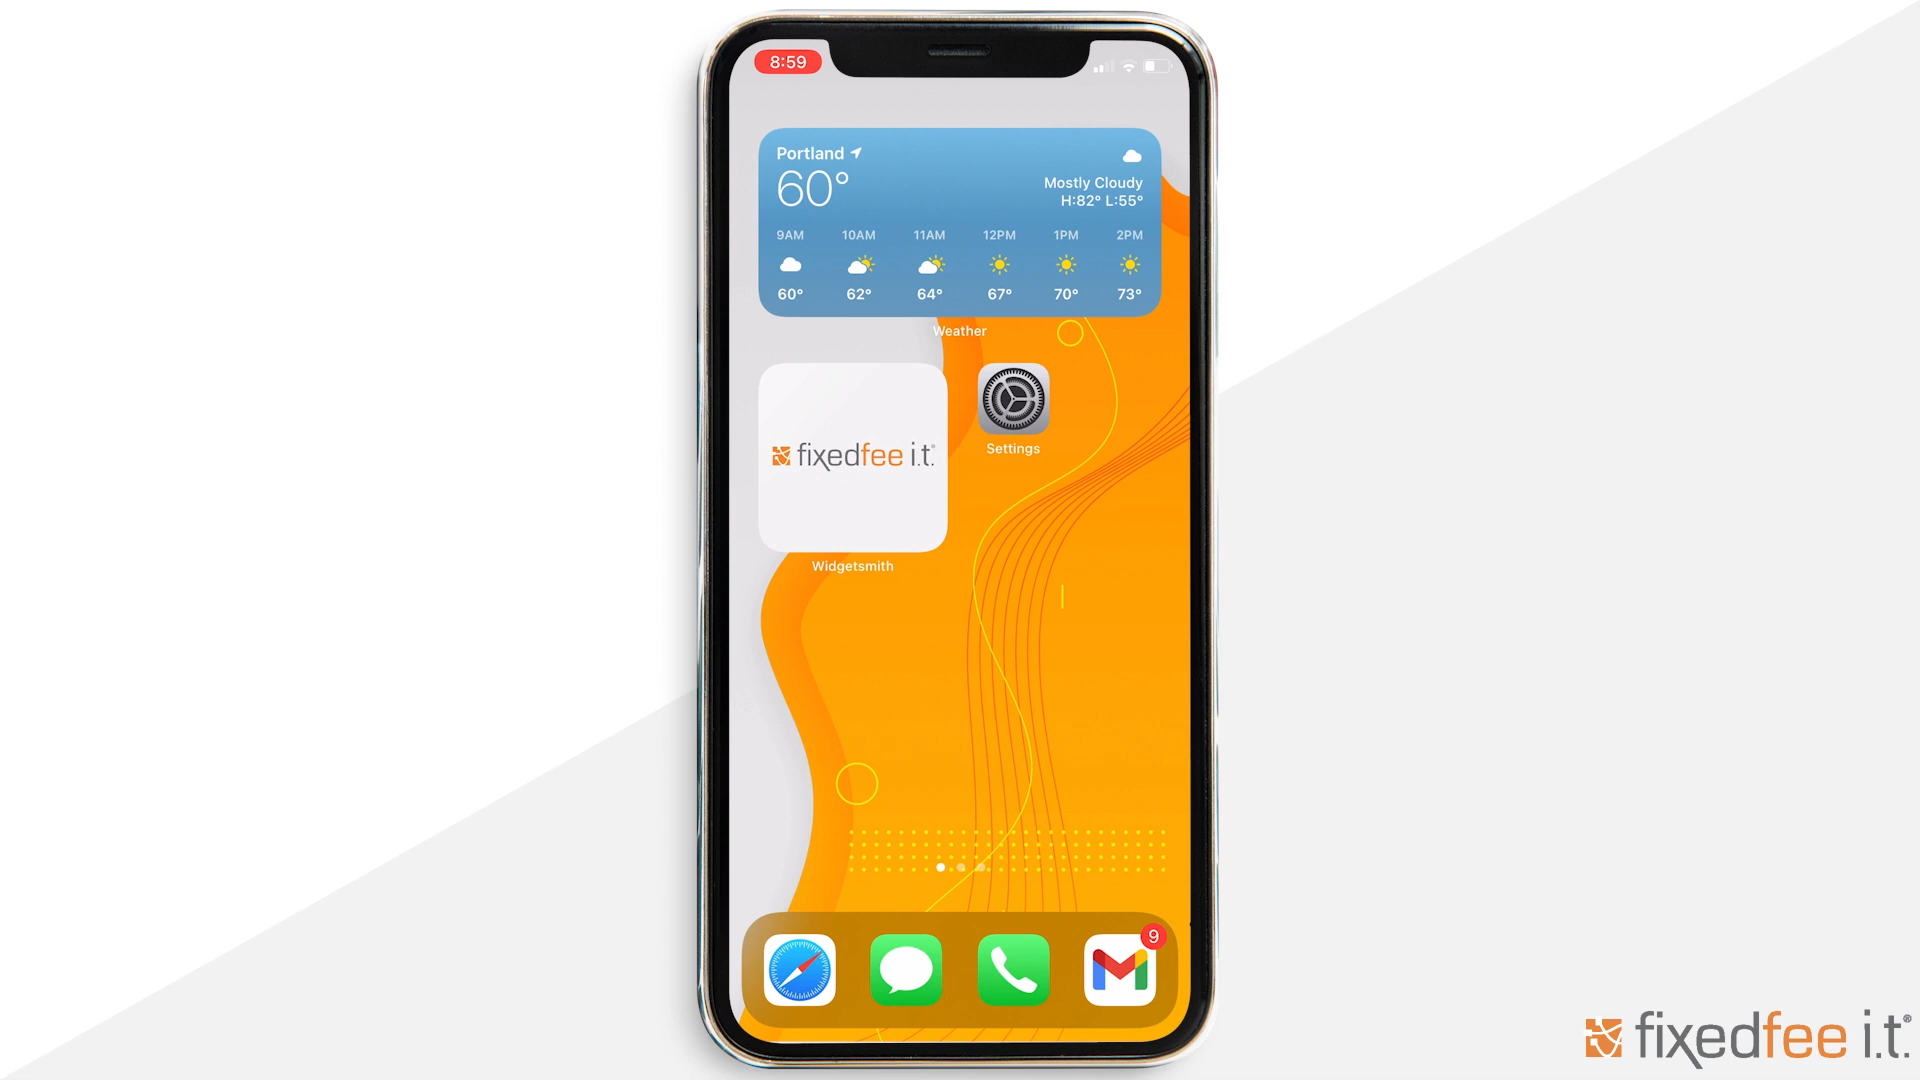 8:59
Portland
60°
Mostly Cloudy
H:82° L:55°
9AM 10AM 11AM 12PM 1PM 2PM
60° 62° 64° 67° 70° 73°
Weather
fixedfee i.t.®
Settings
Widgetsmith
9
fixedfee i.t.®